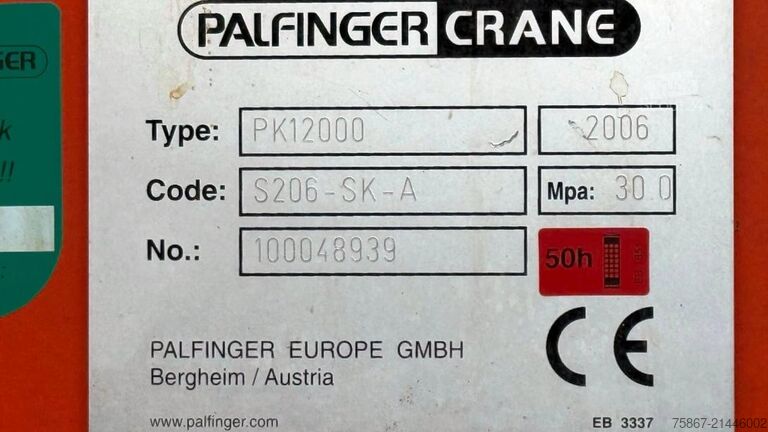 PALFINGER CRANE
GER
k
!!
Type: PK12000 2006
Code: S206-SK-A Mpa: 30 0
No.: 100048939
50h
CE
PALFINGER EUROPE GMBH
Bergheim / Austria
www.palfinger.com EB 3337 75867-21446002